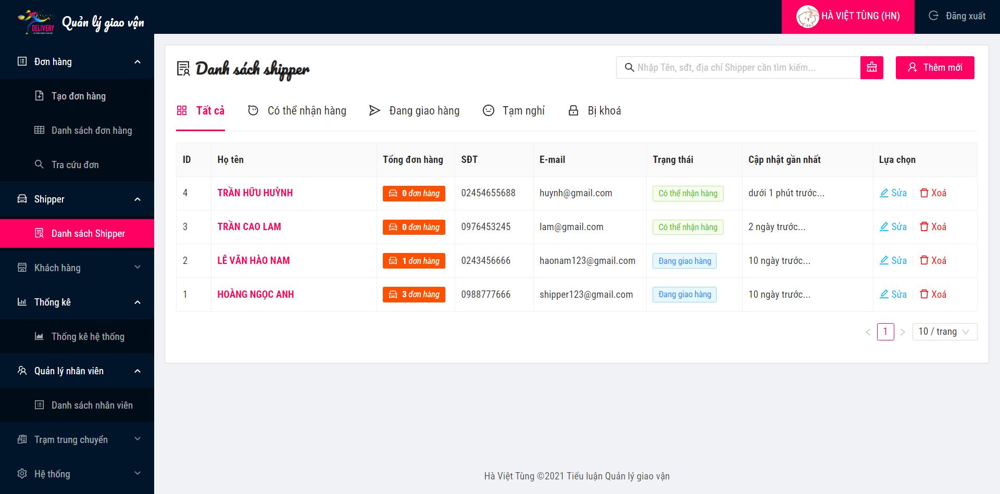 DELIVERY
Quản lý giao vận
HÀ VIỆT TÙNG (HN)
Đăng xuất
Đơn hàng
Tạo đơn hàng
Danh sách đơn hàng
Tra cứu đơn
Shipper
Danh sách Shipper
Khách hàng
Thống kê
Thống kê hệ thống
Quản lý nhân viên
Danh sách nhân viên
Trạm trung chuyển
Hệ thống
Danh sách shipper
Nhập Tên, sđt, địa chỉ Shipper cần tìm kiếm...
Thêm mới
Tất cả Có thể nhận hàng Đang giao hàng Tạm nghỉ Bị khoá
ID Họ tên Tổng đơn hàng SĐT E-mail Trạng thái Cập nhật gần nhất Lựa chọn
4 TRẦN HỮU HUỲNH 0 đơn hàng 02454655688 huynh@gmail.com Có thể nhận hàng dưới 1 phút trước... Sửa Xoá
3 TRẦN CAO LAM 0 đơn hàng 0976453245 lam@gmail.com Có thể nhận hàng 2 ngày trước... Sửa Xoá
2 LÊ VĂN HÀO NAM 1 đơn hàng 0243456666 haonam123@gmail.com Đang giao hàng 10 ngày trước... Sửa Xoá
1 HOÀNG NGỌC ANH 3 đơn hàng 0988777666 shipper123@gmail.com Đang giao hàng 10 ngày trước... Sửa Xoá
< 1 > 10 / trang
Hà Việt Tùng ©2021 Tiểu luận Quản lý giao vận